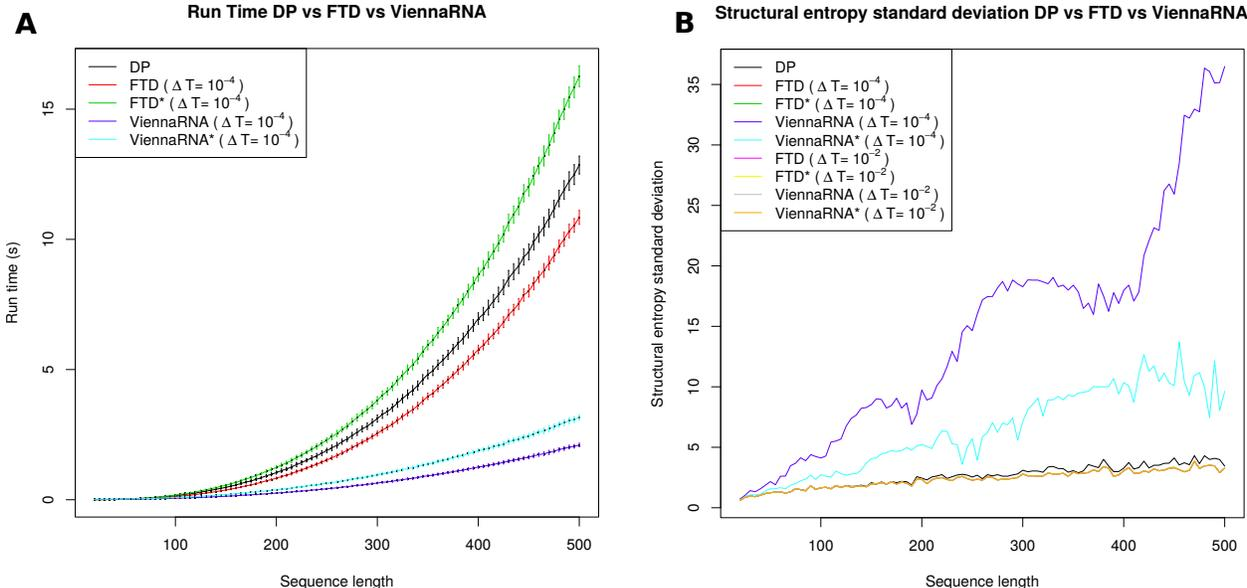 A
Run Time DP vs FTD vs ViennaRNA
DP
FTD ( Δ T= 10⁻⁴ )
FTD* ( Δ T= 10⁻⁴ )
ViennaRNA ( Δ T= 10⁻⁴ )
ViennaRNA* ( Δ T= 10⁻⁴ )
Run time (s)
15
10
5
0
100 200 300 400 500
Sequence length
B
Structural entropy standard deviation DP vs FTD vs ViennaRNA
DP
FTD ( Δ T= 10⁻⁴ )
FTD* ( Δ T= 10⁻⁴ )
ViennaRNA ( Δ T= 10⁻⁴ )
ViennaRNA* ( Δ T= 10⁻⁴ )
FTD ( Δ T= 10⁻² )
FTD* ( Δ T= 10⁻² )
ViennaRNA ( Δ T= 10⁻² )
ViennaRNA* ( Δ T= 10⁻² )
Structural entropy standard deviation
35
30
25
20
15
10
5
0
100 200 300 400 500
Sequence length